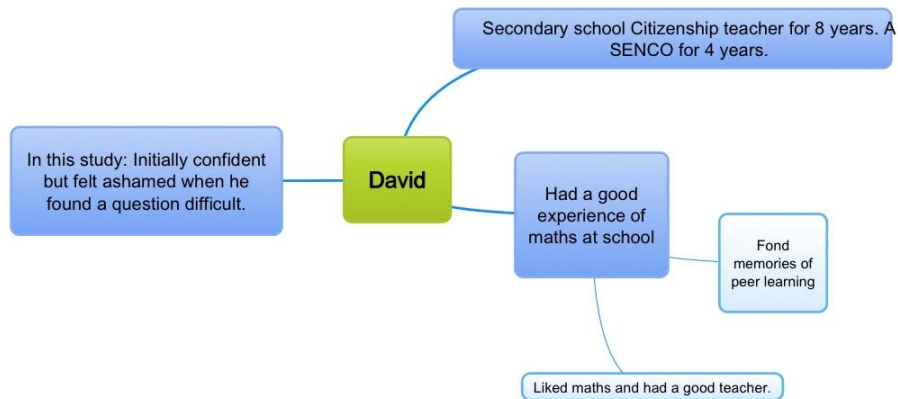 Secondary school Citizenship teacher for 8 years. A
SENCO for 4 years.
In this study: Initially confident
but felt ashamed when he
found a question difficult.
David
Had a good
experience of
maths at school
Fond
memories of
peer learning
Liked maths and had a good teacher.